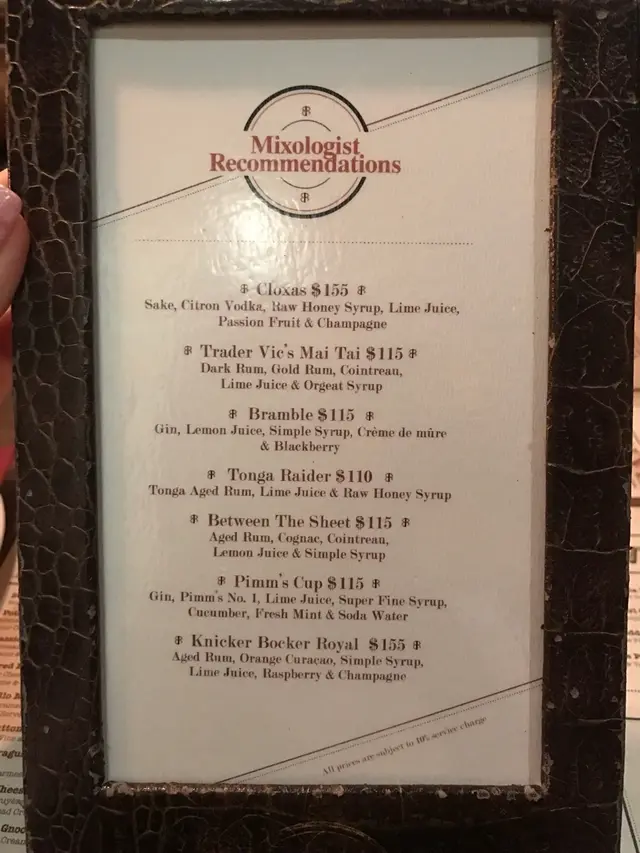 Mixologist
Recommendations
Cloxas $155
Sake, Citron Vodka, Raw Honey Syrup, Lime Juice,
Passion Fruit & Champagne
Trader Vic's Mai Tai $115
Dark Rum, Gold Rum, Cointreau,
Lime Juice & Orgeat Syrup
Bramble $115
Gin, Lemon Juice, Simple Syrup, Crème de mûre
& Blackberry
Tonga Raider $110
Tonga Aged Rum, Lime Juice & Raw Honey Syrup
Between The Sheet $115
Aged Rum, Cognac, Cointreau,
Lemon Juice & Simple Syrup
Pimm's Cup $115
Gin, Pimm's No. 1, Lime Juice, Super Fine Syrup,
Cucumber, Fresh Mint & Soda Water
Knicker Bocker Royal $155
Aged Rum, Orange Curaçao, Simple Syrup,
Lime Juice, Raspberry & Champagne
All prices are subject to 10% service charge